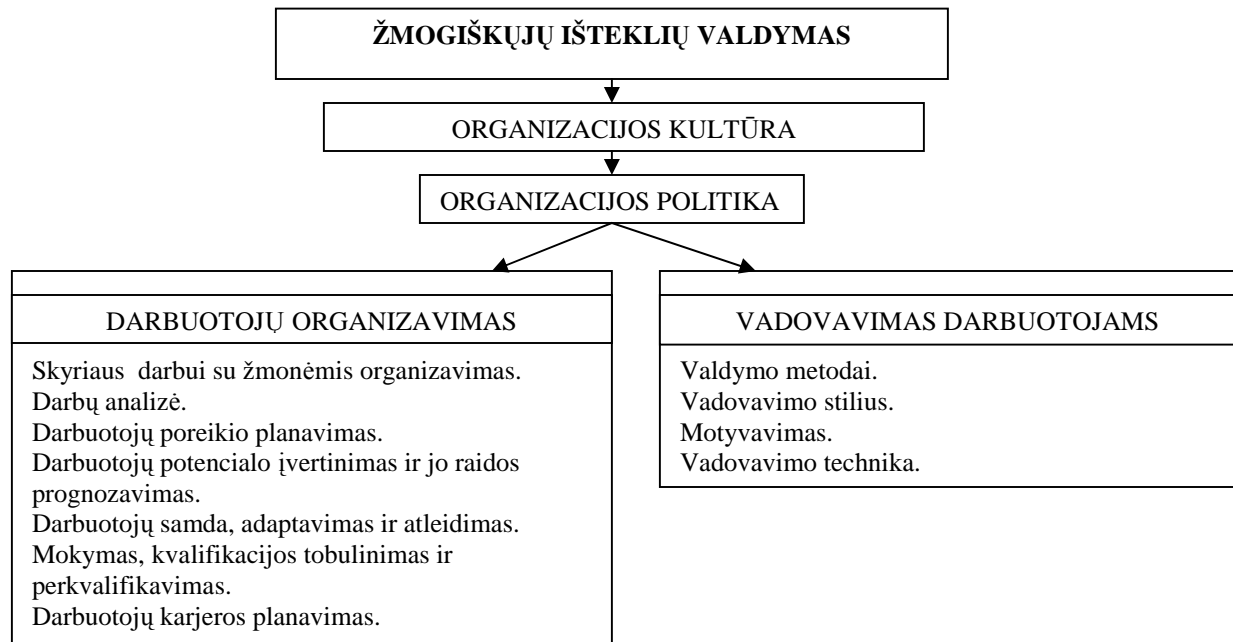 ŽMOGIŠKŲJŲ IŠTEKLIŲ VALDYMAS
ORGANIZACIJOS KULTŪRA
ORGANIZACIJOS POLITIKA
DARBUOTOJŲ ORGANIZAVIMAS
Skyriaus darbui su žmonėmis organizavimas.
Darbų analizė.
Darbuotojų poreikio planavimas.
Darbuotojų potencialo įvertinimas ir jo raidos
prognozavimas.
Darbuotojų samda, adaptavimas ir atleidimas.
Mokymas, kvalifikacijos tobulinimas ir
perkvalifikavimas.
Darbuotojų karjeros planavimas.
VADOVAVIMAS DARBUOTOJAMS
Valdymo metodai.
Vadovavimo stilius.
Motyvavimas.
Vadovavimo technika.